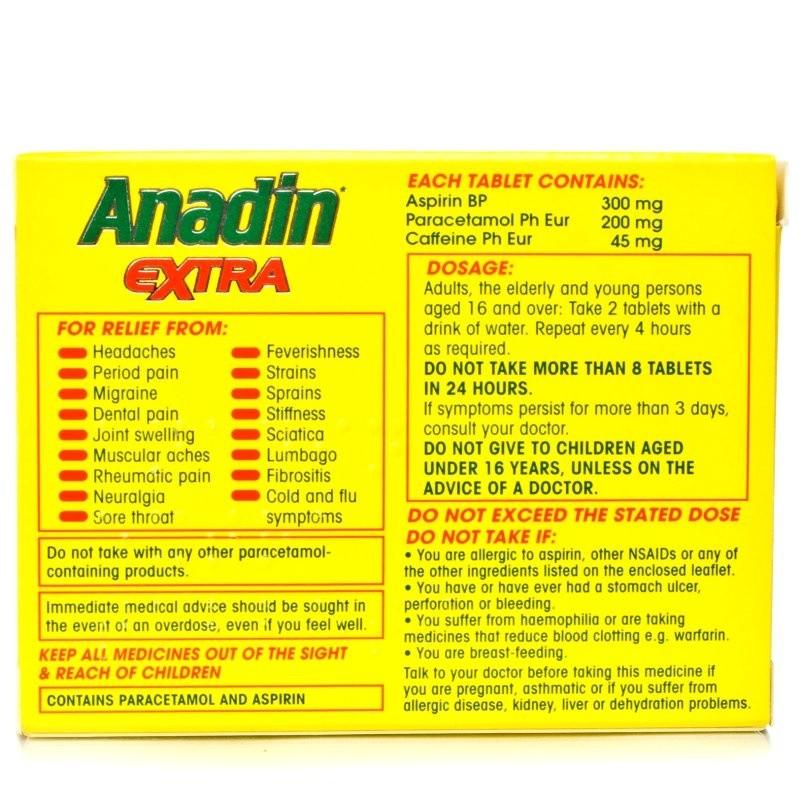 Anadin*
EXTRA
FOR RELIEF FROM:
Headaches
Period pain
Migraine
Dental pain
Joint swelling
Muscular aches
Rheumatic pain
Neuralgia
Sore throat
Feverishness
Strains
Sprains
Stiffness
Sciatica
Lumbago
Fibrositis
Cold and flu
symptoms
Do not take with any other paracetamol-
containing products.
Immediate medical advice should be sought in
the event of an overdose, even if you feel well.
KEEP ALL MEDICINES OUT OF THE SIGHT
& REACH OF CHILDREN
CONTAINS PARACETAMOL AND ASPIRIN
EACH TABLET CONTAINS:
Aspirin BP 300 mg
Paracetamol Ph Eur 200 mg
Caffeine Ph Eur 45 mg
DOSAGE:
Adults, the elderly and young persons
aged 16 and over: Take 2 tablets with a
drink of water. Repeat every 4 hours
as required.
DO NOT TAKE MORE THAN 8 TABLETS
IN 24 HOURS.
If symptoms persist for more than 3 days,
consult your doctor.
DO NOT GIVE TO CHILDREN AGED
UNDER 16 YEARS, UNLESS ON THE
ADVICE OF A DOCTOR.
DO NOT EXCEED THE STATED DOSE
DO NOT TAKE IF:
• You are allergic to aspirin, other NSAIDs or any of
the other ingredients listed on the enclosed leaflet.
• You have or have ever had a stomach ulcer,
perforation or bleeding.
• You suffer from haemophilia or are taking
medicines that reduce blood clotting e.g. warfarin.
• You are breast-feeding.
Talk to your doctor before taking this medicine if
you are pregnant, asthmatic or if you suffer from
allergic disease, kidney, liver or dehydration problems.